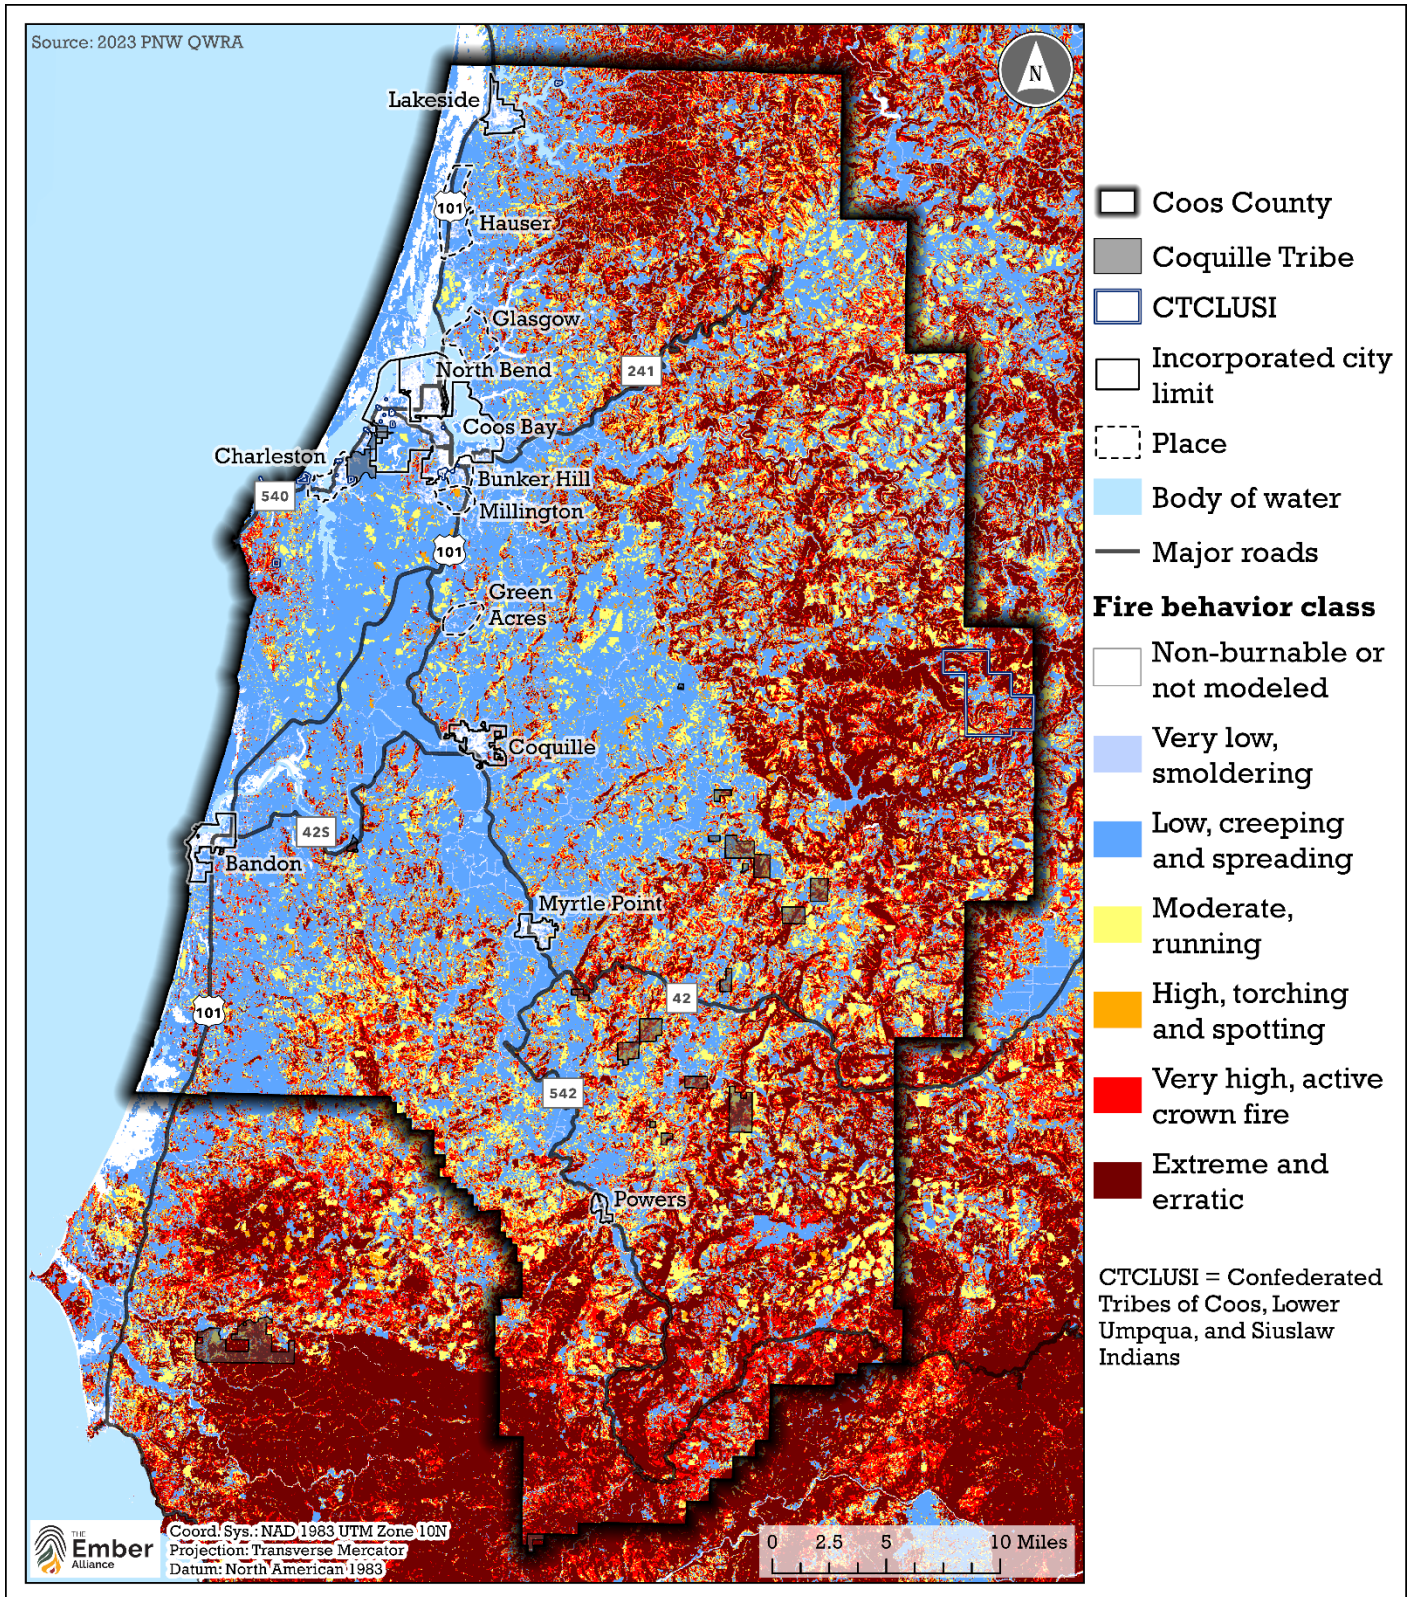 Source: 2023 PNW QWRA
N
Lakeside
101
Hauser
Glasgow
North Bend
241
Coos Bay
Charleston
Bunker Hill
540
Millington
101
Green
Acres
Coquille
42S
Bandon
Myrtle Point
42
101
542
Powers
THE
Ember
Alliance
Coord. Sys.: NAD 1983 UTM Zone 10N
Projection: Transverse Mercator
Datum: North American 1983
0 2.5 5 10 Miles
Coos County
Coquille Tribe
CTCLUSI
Incorporated city
limit
Place
Body of water
Major roads
Fire behavior class
Non-burnable or
not modeled
Very low,
smoldering
Low, creeping
and spreading
Moderate,
running
High, torching
and spotting
Very high, active
crown fire
Extreme and
erratic
CTCLUSI = Confederated
Tribes of Coos, Lower
Umpqua, and Siuslaw
Indians